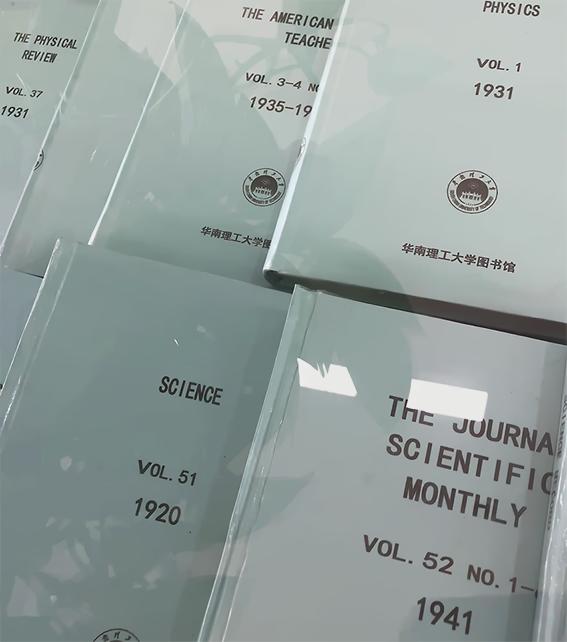 THE PHYSICAL
REVIEW
VOL. 37
1931
THE AMERICAN
TEACHE
VOL. 3-4 NO
1935-19
华南理工大学图
PHYSICS
VOL. 1
1931
华南理工大学图书馆
SCIENCE
VOL. 51
1920
THE JOURNA
SCIENTIFIC
MONTHLY
VOL. 52 NO. 1-
1941